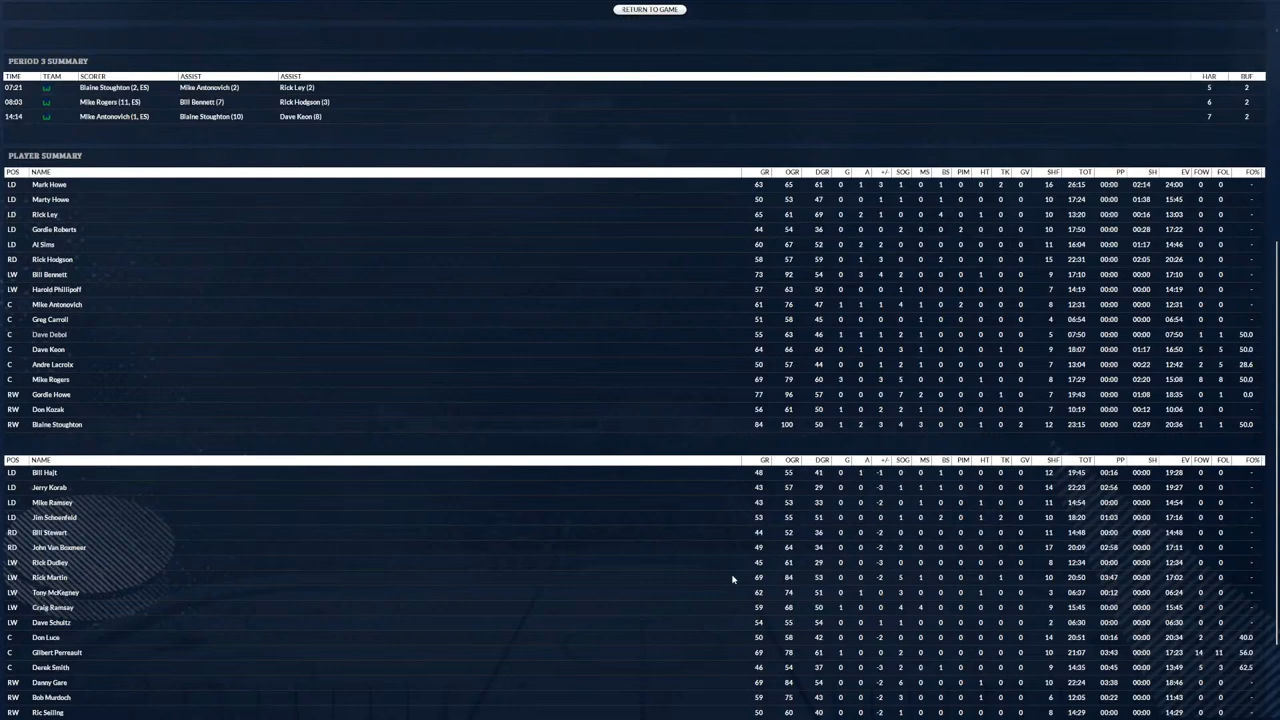 RETURN TO GAME
PERIOD 3 SUMMARY
TIME TEAM SCORER ASSIST ASSIST HAR BUF
07:21 Blaine Stoughton (2, ES) Mike Antonovich (2) Rick Ley (2) 5 2
08:03 Mike Rogers (11, ES) Bill Bennett (7) Rick Hodgson (3) 6 2
14:14 Mike Antonovich (1, ES) Blaine Stoughton (10) Dave Keon (8) 7 2
PLAYER SUMMARY
POS NAME GR OGR DGR G A +/- SOG MS BS PIM HT TK GV SHF TOT PP SH EV FOW FOL FO%
LD Mark Howe 63 65 61 0 1 3 1 0 1 0 0 2 0 16 26:15 00:00 02:14 24:00 0 0 -
LD Marty Howe 50 53 47 0 0 1 1 0 1 0 0 0 0 10 17:24 00:00 01:38 15:45 0 0 -
LD Rick Ley 65 61 69 0 2 1 0 0 4 0 1 0 0 10 13:20 00:00 00:16 13:03 0 0 -
LD Gordie Roberts 44 54 36 0 0 0 2 0 0 2 0 0 0 10 17:50 00:00 00:28 17:22 0 0 -
LD Al Sims 60 67 52 0 2 2 0 0 0 0 0 0 0 11 16:04 00:00 01:17 14:46 0 0 -
RD Rick Hodgson 58 57 59 0 1 3 0 0 2 0 0 0 0 15 22:31 00:00 02:05 20:26 0 0 -
LW Bill Bennett 73 92 54 0 3 4 2 0 0 0 1 0 0 9 17:10 00:00 00:00 17:10 0 0 -
LW Harold Phillipoff 57 63 50 0 0 0 1 0 0 0 0 0 0 7 14:19 00:00 00:00 14:19 0 0 -
C Mike Antonovich 61 76 47 1 1 1 4 1 0 2 0 0 0 8 12:31 00:00 00:00 12:31 0 0 -
C Greg Carroll 51 58 45 0 0 0 0 1 0 0 0 0 0 4 06:54 00:00 00:00 06:54 0 0 -
C Dave Debol 55 63 46 1 1 1 2 1 0 0 0 0 0 5 07:50 00:00 00:00 07:50 1 1 50.0
C Dave Keon 64 66 60 0 1 0 3 1 0 0 0 1 0 8 18:07 00:00 01:17 16:50 5 5 50.0
C Andre Lacroix 50 57 44 0 0 1 2 1 0 0 0 0 0 7 13:04 00:00 00:22 12:42 2 5 28.6
C Mike Rogers 69 79 60 3 0 3 5 0 0 0 1 0 0 8 17:29 00:00 02:20 15:08 8 8 50.0
RW Gordie Howe 77 96 57 0 0 0 7 2 0 0 0 1 0 7 19:43 00:00 01:08 18:35 0 1 0.0
RW Don Kozak 56 61 50 1 0 2 2 1 0 0 0 0 0 7 10:19 00:00 00:12 10:06 0 0 -
RW Blaine Stoughton 84 100 50 1 2 3 4 3 0 0 1 0 2 12 23:15 00:00 02:39 20:36 1 1 50.0
POS NAME GR OGR DGR G A +/- SOG MS BS PIM HT TK GV SHF TOT PP SH EV FOW FOL FO%
LD Bill Hajt 48 55 41 0 1 -1 0 0 1 0 0 0 0 12 19:45 00:16 00:00 19:28 0 0 -
LD Jerry Korab 43 57 29 0 0 -3 1 1 1 0 0 0 0 14 22:23 02:56 00:00 19:27 0 0 -
LD Mike Ramsey 43 53 33 0 0 -2 0 1 0 0 1 0 0 11 14:54 00:00 00:00 14:54 0 0 -
LD Jim Schoenfeld 53 55 51 0 0 0 1 0 2 0 1 2 0 10 18:20 01:03 00:00 17:16 0 0 -
RD Bill Stewart 44 52 36 0 0 -2 0 0 0 0 0 0 0 11 14:48 00:00 00:00 14:48 0 0 -
RD John Van Boxmeer 49 64 34 0 0 -2 2 0 0 0 0 0 0 17 20:09 02:58 00:00 17:11 0 0 -
LW Rick Dudley 45 61 29 0 0 -3 0 0 0 0 0 0 0 8 12:34 00:00 00:00 12:34 0 0 -
LW Rick Martin 69 84 53 0 0 -2 5 1 0 0 0 1 0 10 20:50 03:47 00:00 17:02 0 0 -
LW Tony McKegney 62 74 51 0 1 0 3 0 0 0 1 0 0 3 06:37 00:12 00:00 06:24 0 0 -
LW Craig Ramsay 59 68 50 1 0 0 4 4 0 0 0 0 0 9 15:45 00:00 00:00 15:45 0 0 -
LW Dave Schultz 54 55 54 0 0 1 1 0 0 0 0 0 0 2 06:30 00:00 00:00 06:30 0 0 -
C Don Luce 50 58 42 0 0 -2 0 0 0 0 0 0 0 14 20:51 00:16 00:00 20:34 2 3 40.0
C Gilbert Perreault 69 78 61 1 0 0 2 0 0 0 1 0 0 10 21:07 03:43 00:00 17:23 14 11 56.0
C Derek Smith 46 54 37 0 0 -3 2 0 0 0 0 0 0 9 14:35 00:45 00:00 13:49 5 3 62.5
RW Danny Gare 69 84 54 0 0 -2 6 0 0 0 1 0 0 10 22:24 03:38 00:00 18:46 0 0 -
RW Bob Murdoch 59 75 43 0 0 -2 3 0 0 0 1 0 0 6 12:05 00:22 00:00 11:43 0 0 -
RW Ric Seiling 50 60 40 0 0 -2 1 0 0 0 0 0 0 8 14:29 00:00 00:00 14:29 0 0 -